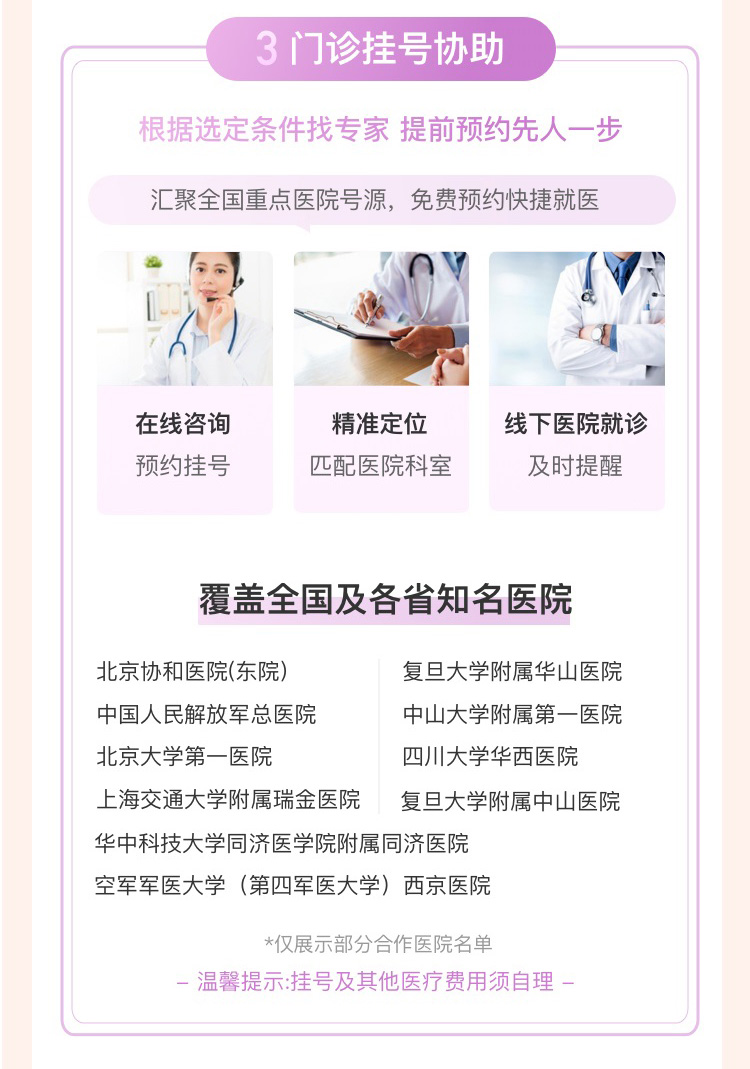 3 门诊挂号协助
根据选定条件找专家 提前预约先人一步
汇聚全国重点医院号源，免费预约快捷就医
在线咨询
预约挂号
精准定位
匹配医院科室
线下医院就诊
及时提醒
覆盖全国及各省知名医院
北京协和医院(东院)
复旦大学附属华山医院
中国人民解放军总医院
中山大学附属第一医院
北京大学第一医院
四川大学华西医院
上海交通大学附属瑞金医院
复旦大学附属中山医院
华中科技大学同济医学院附属同济医院
空军军医大学（第四军医大学）西京医院
*仅展示部分合作医院名单
– 温馨提示:挂号及其他医疗费用须自理 –